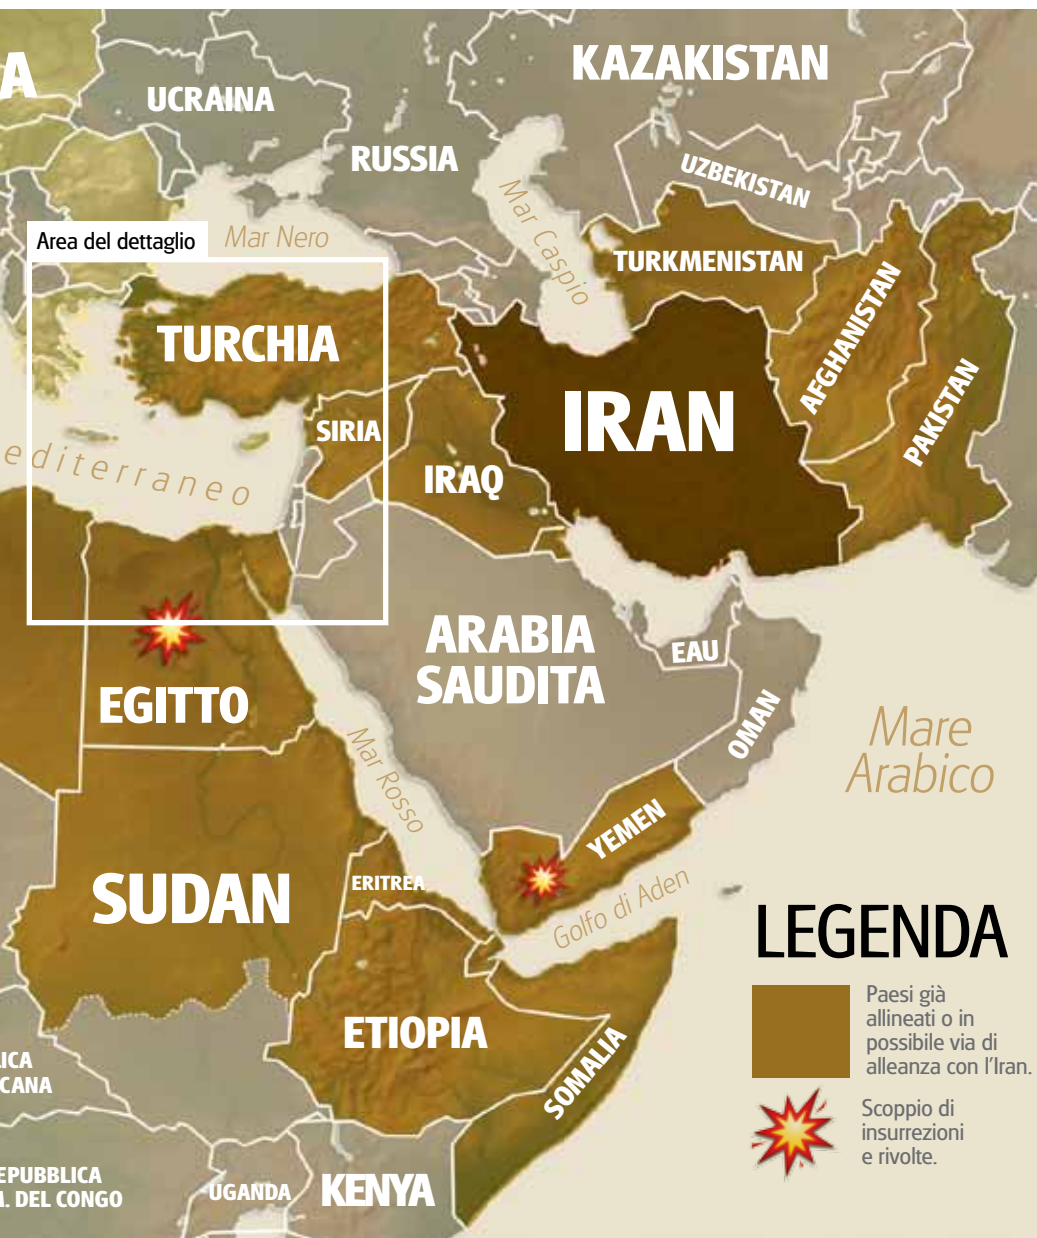 A
UCRAINA
KAZAKISTAN
RUSSIA
UZBEKISTAN
Mar Caspio
Area del dettaglio
Mar Nero
TURKMENISTAN
TURCHIA
AFGHANISTAN
IRAN
PAKISTAN
SIRIA
IRAQ
editerraneo
ARABIA
SAUDITA
EAU
OMAN
EGITTO
Mar Rosso
Mare
Arabico
YEMEN
SUDAN
ERITREA
Golfo di Aden
ETIOPIA
SOMALIA
LICA
CANA
EPUBBLICA
M. DEL CONGO
UGANDA
KENYA
LEGENDA
Paesi già
allineati o in
possibile via di
alleanza con l'Iran.
Scoppio di
insurrezioni
e rivolte.